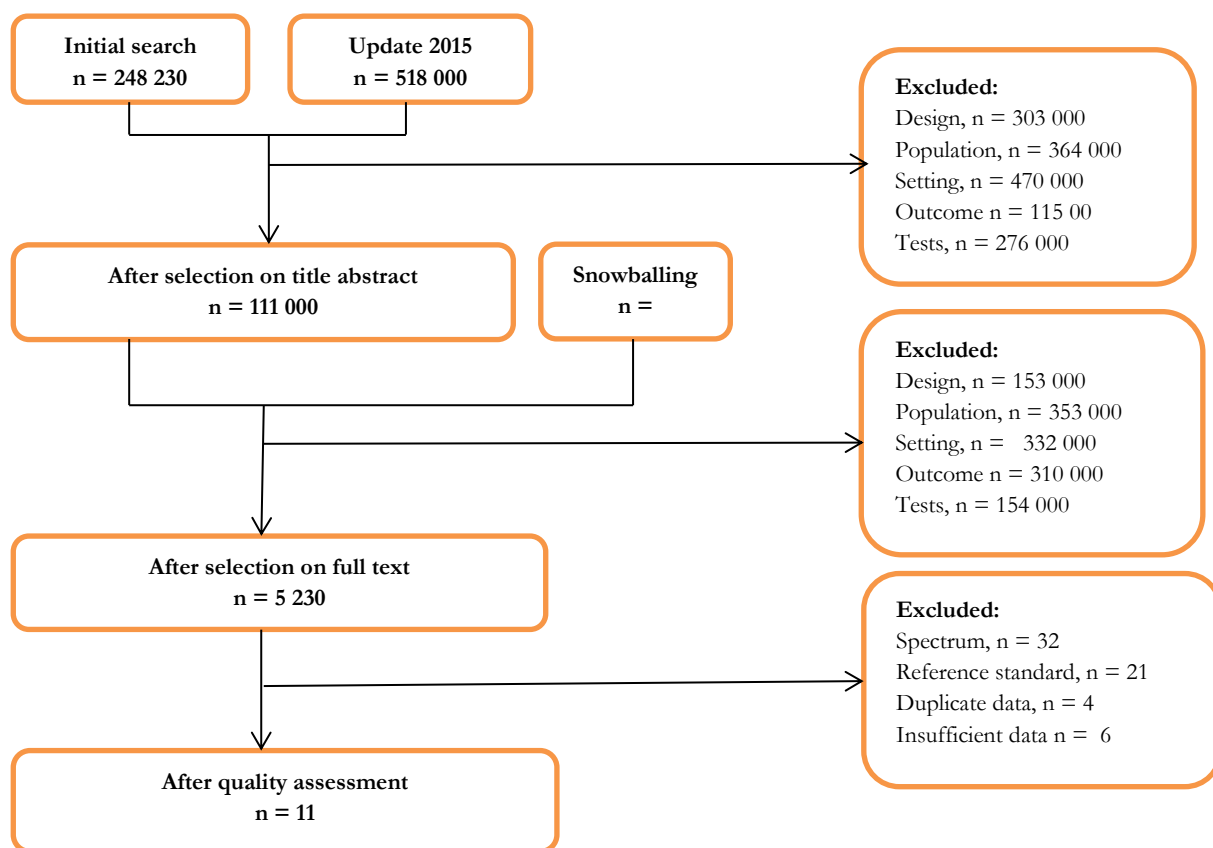 Initial search
n = 248 230
Update 2015
n = 518 000
Excluded:
Design, n = 303 000
Population, n = 364 000
Setting, n = 470 000
Outcome n = 115 00
Tests, n = 276 000
After selection on title abstract
n = 111 000
Snowballing
n =
Excluded:
Design, n = 153 000
Population, n = 353 000
Setting, n =   332 000
Outcome n = 310 000
Tests, n = 154 000
After selection on full text
n = 5 230
Excluded:
Spectrum, n = 32
Reference standard, n = 21
Duplicate data, n = 4
Insufficient data n =  6
After quality assessment
n = 11